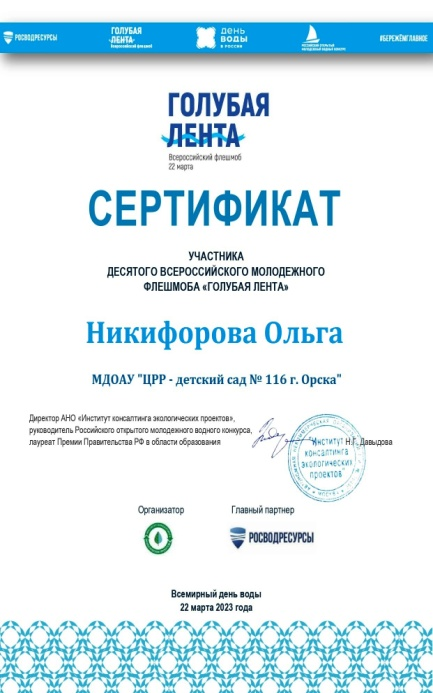 РОСВОДРЕСУРСЫ
ГОЛУБАЯ
ЛЕНТА
Всероссийский флешмоб
ДЕНЬ
ВОДЫ
В РОССИИ
#БЕРЕЖЁМГЛАВНОЕ
ГОЛУБАЯ
ЛЕНТА
Всероссийский флешмоб
22 марта
СЕРТИФИКАТ
УЧАСТНИКА
ДЕСЯТОГО ВСЕРОССИЙСКОГО МОЛОДЕЖНОГО
ФЛЕШМОБА «ГОЛУБАЯ ЛЕНТА»
Никифорова Ольга
МДОАУ "ЦРР - детский сад № 116 г. Орска"
Директор АНО «Институт консалтинга экологических проектов»,
руководитель Российского открытого молодежного водного конкурса,
лауреат Премии Правительства РФ в области образования
Н.Г. Давыдова
"Институт
консалтинга
экологических
проектов"
Организатор
Главный партнер
РОСВОДРЕСУРСЫ
Всемирный день воды
22 марта 2023 года